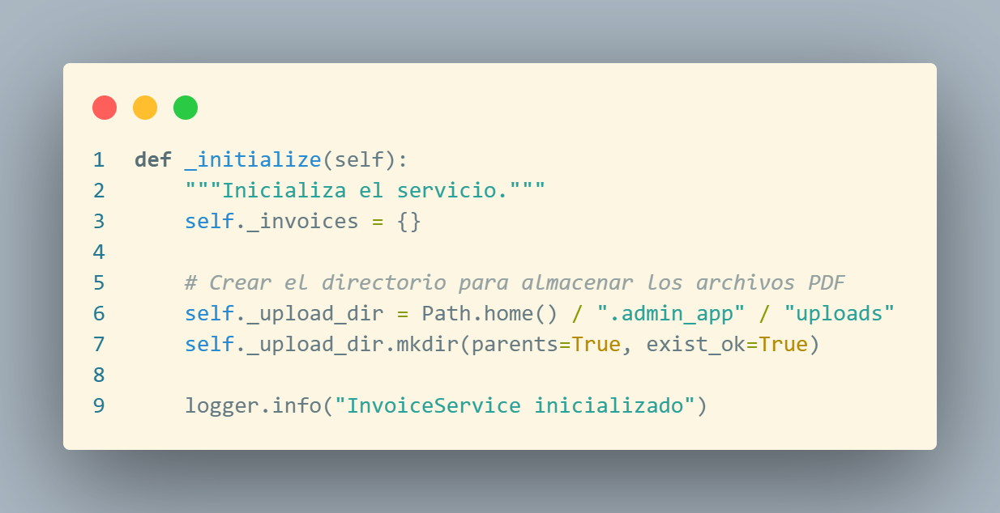 1 def _initialize(self):
2     """Inicializa el servicio."""
3     self._invoices = {}
4
5     # Crear el directorio para almacenar los archivos PDF
6     self._upload_dir = Path.home() / ".admin_app" / "uploads"
7     self._upload_dir.mkdir(parents=True, exist_ok=True)
8
9     logger.info("InvoiceService inicializado")